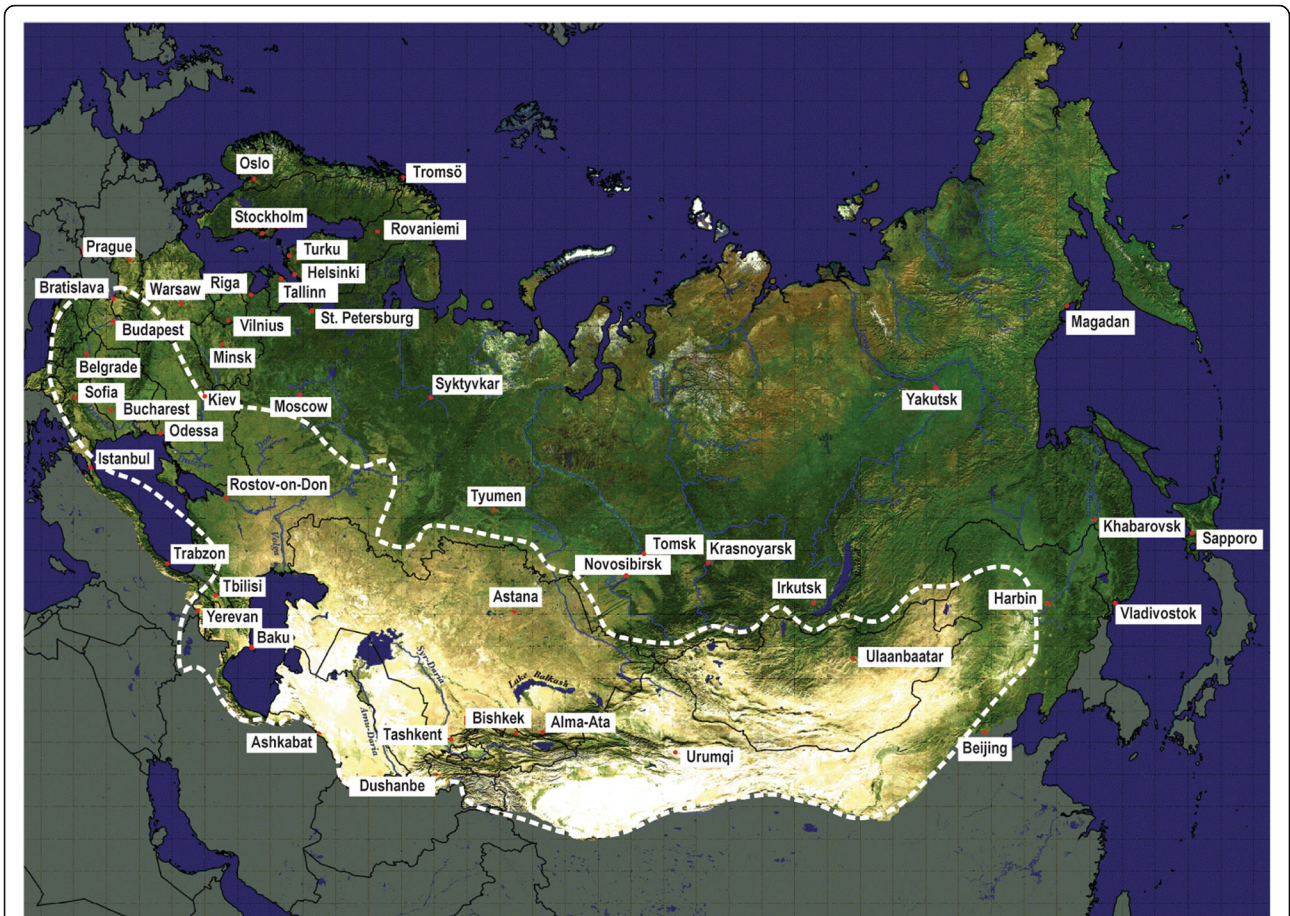 Oslo
Tromsö
Stockholm
Rovaniemi
Prague
Turku
Helsinki
Bratislava
Warsaw
Riga
Tallinn
St. Petersburg
Budapest
Vilnius
Magadan
Minsk
Belgrade
Syktyvkar
Sofia
Kiev
Moscow
Yakutsk
Bucharest
Odessa
Don
Istanbul
Rostov-on-Don
Tyumen
Khabarovsk
Volga
Sapporo
Trabzon
Tomsk
Krasnoyarsk
Novosibirsk
Tbilisi
Astana
Irkutsk
Harbin
Yerevan
Vladivostok
Baku
Syr-Daria
Ulaanbaatar
Lake Balkash
Amu-Daria
Bishkek
Alma-Ata
Ashkabat
Tashkent
Beijing
Urumqi
Dushanbe